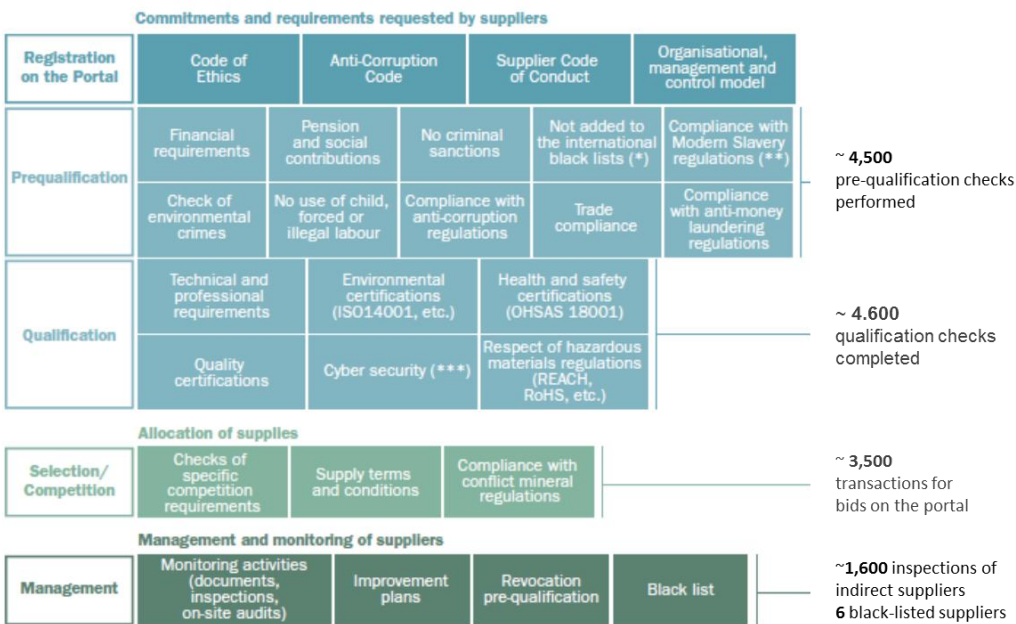 Commitments and requirements requested by suppliers
Registration
on the Portal
Code of
Ethics
Anti-Corruption
Code
Supplier Code
of Conduct
Organisational,
management and
control model
Prequalification
Financial
requirements
Pension
and social
contributions
No criminal
sanctions
Not added to
the international
black lists (*)
Compliance with
Modern Slavery
regulations (**)
Check of
environmental
crimes
No use of child,
forced or
illegal labour
Compliance with
anti-corruption
regulations
Trade
compliance
Compliance
with anti-money
laundering
regulations
~ 4,500
pre-qualification checks
performed
Qualification
Technical and
professional
requirements
Environmental
certifications
(ISO14001, etc.)
Health and safety
certifications
(OHSAS 18001)
Quality
certifications
Cyber security (***)
Respect of hazardous
materials regulations
(REACH,
RoHS, etc.)
~ 4.600
qualification checks
completed
Allocation of supplies
Selection/
Competition
Checks of
specific
competition
requirements
Supply terms
and conditions
Compliance with
conflict mineral
regulations
~ 3,500
transactions for
bids on the portal
Management and monitoring of suppliers
Management
Monitoring activities
(documents,
inspections,
on-site audits)
Improvement
plans
Revocation
pre-qualification
Black list
~1,600 inspections of
indirect suppliers
6 black-listed suppliers